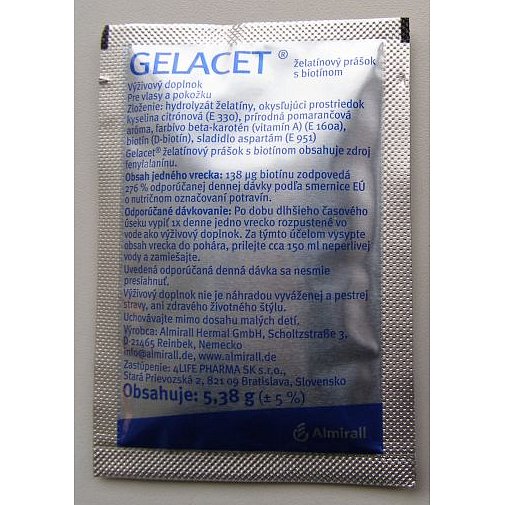 GELACET ®
želatínový prášok
s biotínom
Výživový doplnok
Pre vlasy a pokožku
Zloženie: hydrolyzát želatíny, okysľujúci prostriedok
kyselina citrónová (E 330), prírodná pomarančová
aróma, farbivo beta-karotén (vitamín A) (E 160a),
biotín (D-biotín), sladidlo aspartám (E 951)
Gelacet® želatínový prášok s biotínom obsahuje zdroj
fenylalanínu.
Obsah jedného vrecka: 138 µg biotínu zodpovedá
276 % odporúčanej dennej dávky podľa smernice EÚ
o nutričnom označovaní potravín.
Odporúčané dávkovanie: Po dobu dlhšieho časového
úseku vypiť 1x denne jedno vrecko rozpustené vo
vode ako výživový doplnok. Za týmto účelom vysypte
obsah vrecka do pohára, prilejte cca 150 ml neperlivej
vody a zamiešajte.
Uvedená odporúčaná denná dávka sa nesmie
presiahnuť.
Výživový doplnok nie je náhradou vyváženej a pestrej
stravy, ani zdravého životného štýlu.
Uchovávajte mimo dosahu malých detí.
Výrobca: Almirall Hermal GmbH, Scholtzstraße 3,
D-21465 Reinbek, Nemecko
info@almirall.de, www.almirall.de
Zastúpenie: 4LIFE PHARMA SK s.r.o.,
Stará Prievozská 2, 821 09 Bratislava, Slovensko
Obsahuje: 5,38 g (± 5 %)
Almirall